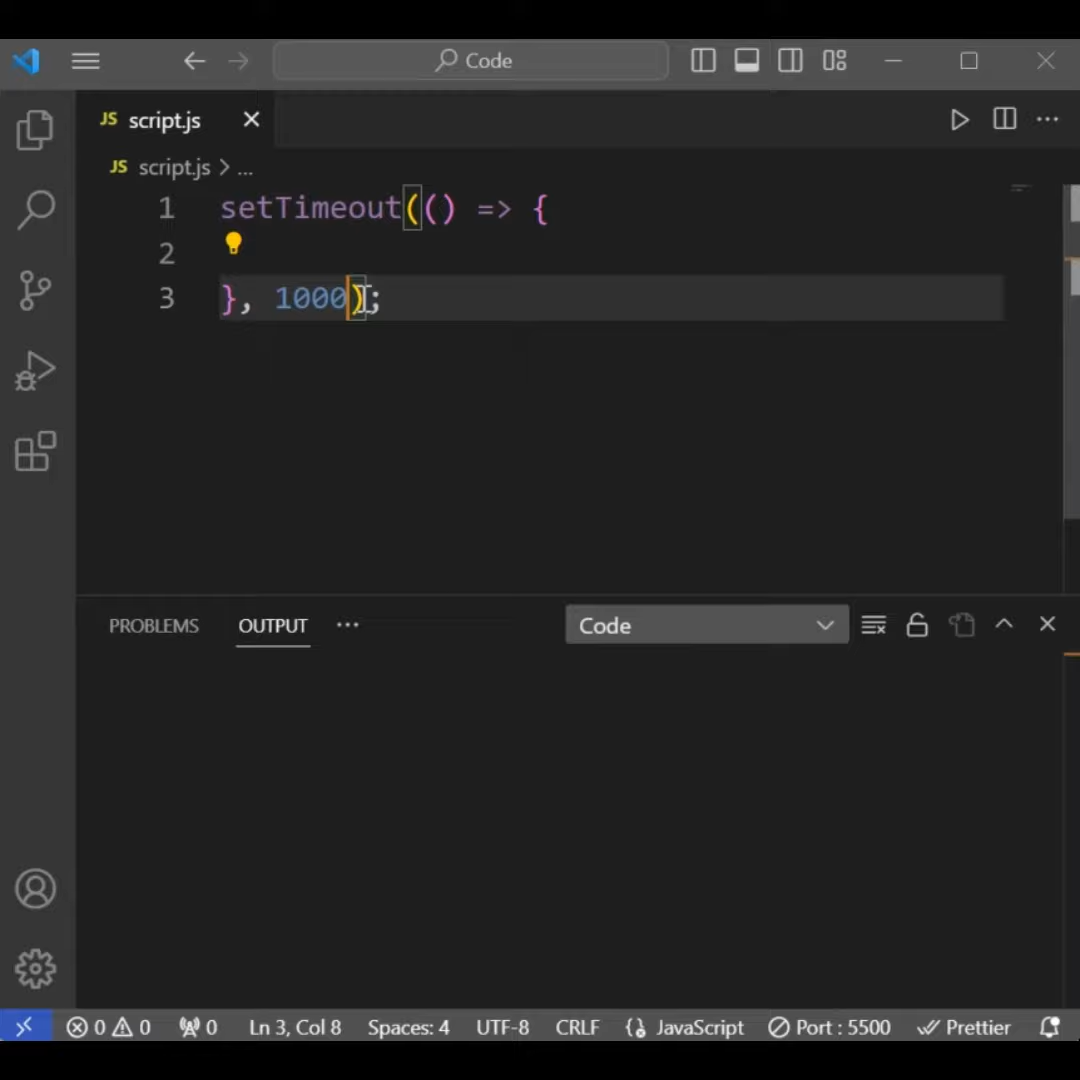 Code
JS script.js
JS script.js > ...
1 setTimeout(() => {
2
3 }, 1000);
PROBLEMS OUTPUT ...
Code
0 0 0 Ln 3, Col 8 Spaces: 4 UTF-8 CRLF JavaScript Port : 5500 Prettier